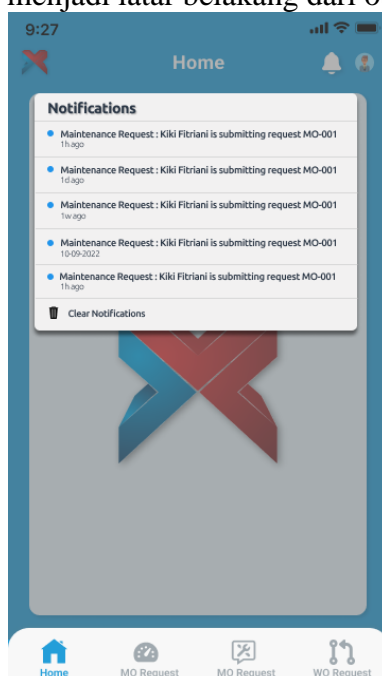 menjadi latar belakang dari
9:27
Home
Notifications
Maintenance Request : Kiki Fitriani is submitting request MO-001
1h ago
Maintenance Request : Kiki Fitriani is submitting request MO-001
1d ago
Maintenance Request : Kiki Fitriani is submitting request MO-001
1w ago
Maintenance Request : Kiki Fitriani is submitting request MO-001
10-09-2022
Maintenance Request : Kiki Fitriani is submitting request MO-001
1h ago
Clear Notifications
Home MO Request MO Request WO Request